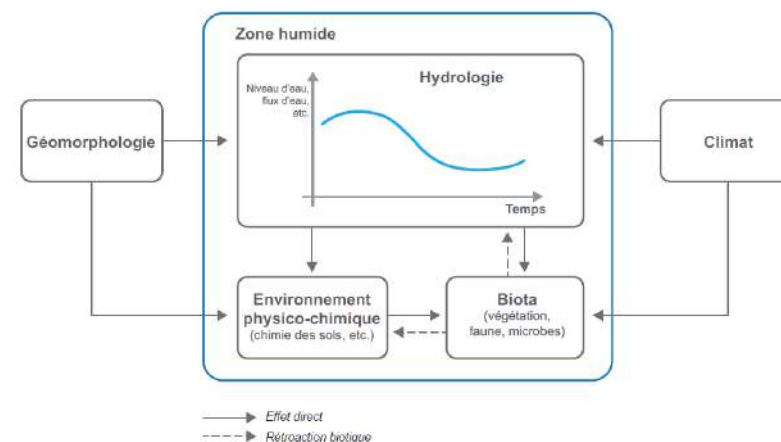 Zone humide
Hydrologie
Niveau d'eau,
flux d'eau,
etc.
Temps
Géomorphologie
Climat
Environnement
physico-chimique
(chimie des sols, etc.)
Biota
(végétation,
faune, microbes)
Effet direct
Rétroaction biotique